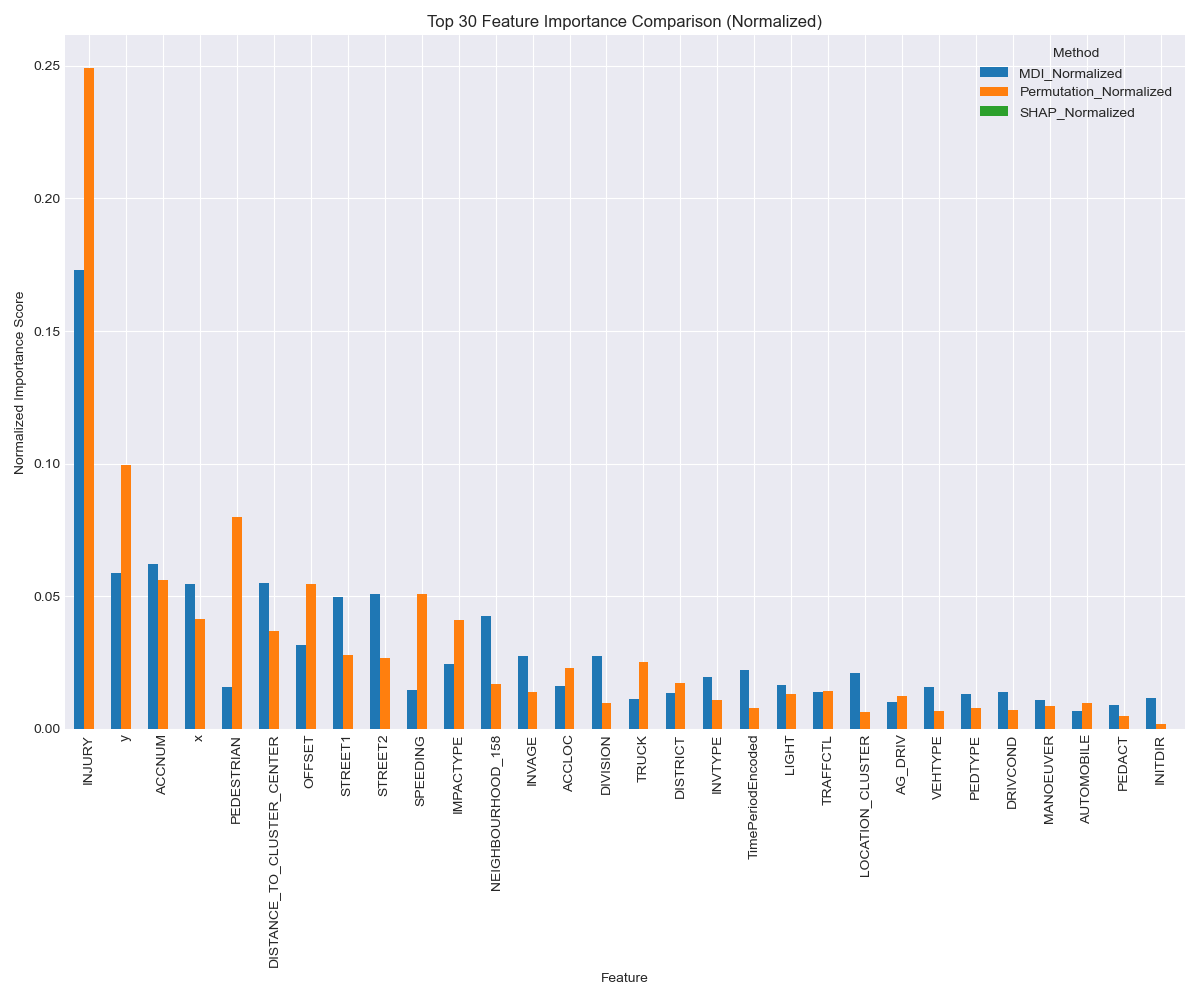 Top 30 Feature Importance Comparison (Normalized)
Method
MDI_Normalized
Permutation_Normalized
SHAP_Normalized
Normalized Importance Score
0.25
0.20
0.15
0.10
0.05
0.00
INJURY
y
ACCNUM
x
PEDESTRIAN
DISTANCE_TO_CLUSTER_CENTER
OFFSET
STREET1
STREET2
SPEEDING
IMPACTYPE
NEIGHBOURHOOD_158
INVAGE
ACCLOC
DIVISION
TRUCK
DISTRICT
INVTYPE
TimePeriodEncoded
LIGHT
TRAFFCTL
LOCATION_CLUSTER
AG_DRIV
VEHTYPE
PEDTYPE
DRIVCOND
MANOEUVER
AUTOMOBILE
PEDACT
INITDIR
Feature